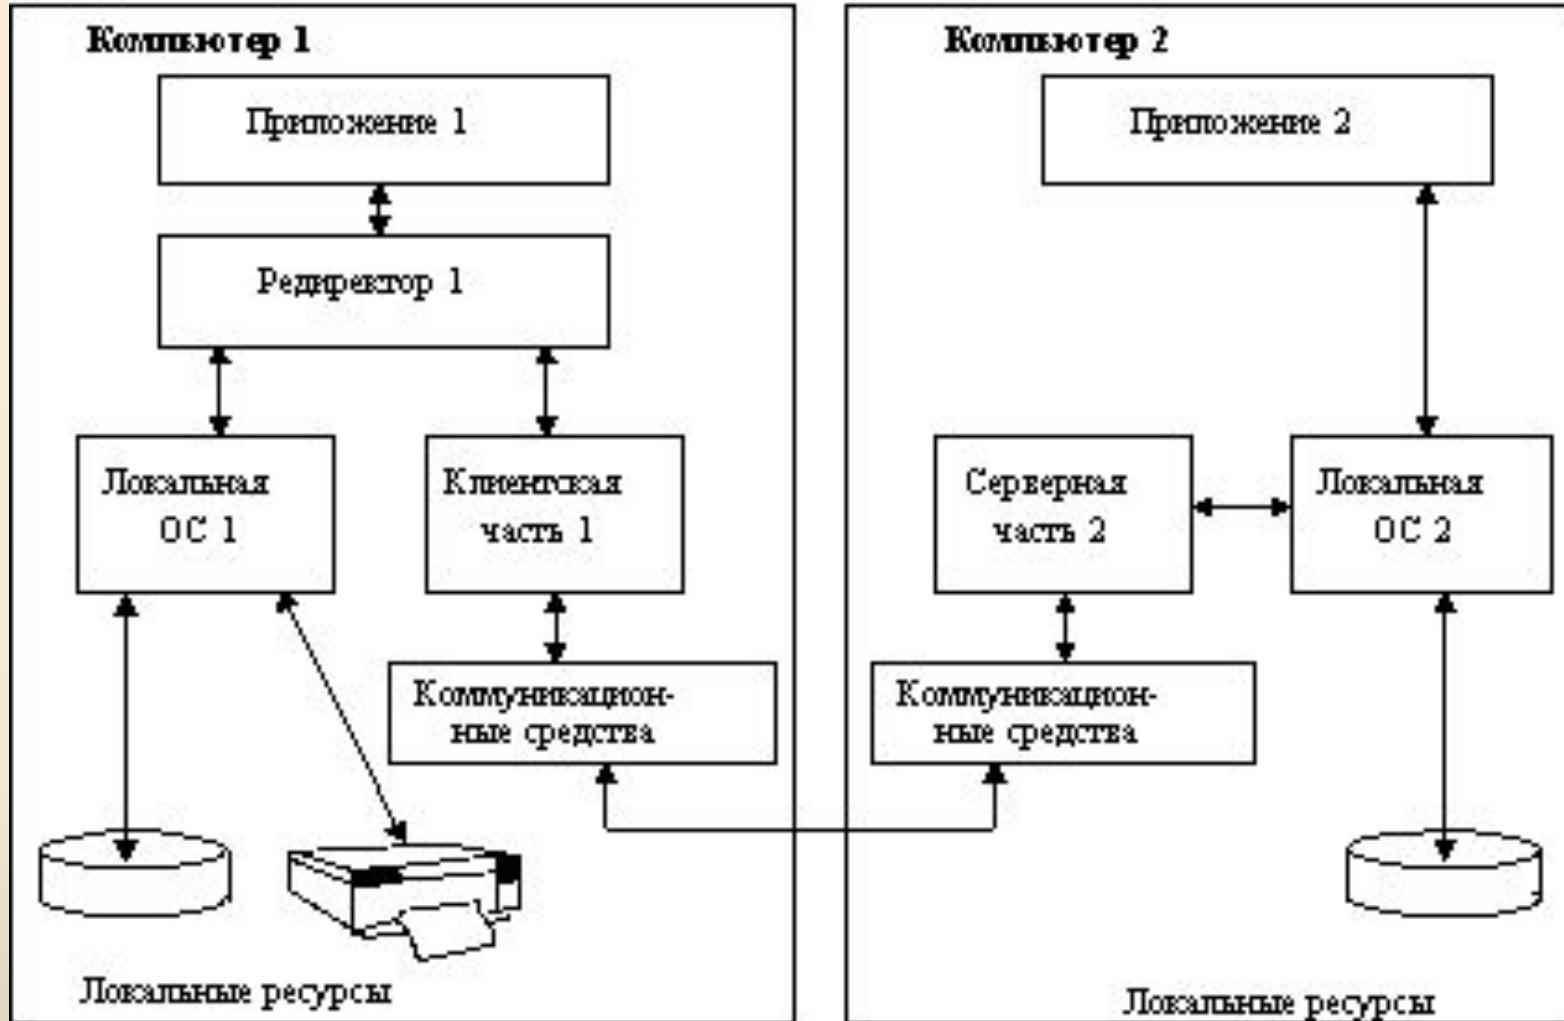 Компьютер 1
Приложение 1
Редиректор 1
Локальная
ОС 1
Клиентская
часть 1
Коммуникацион-
ные средства
Локальные ресурсы
Компьютер 2
Приложение 2
Серверная
часть 2
Локальная
ОС 2
Коммуникацион-
ные средства
Локальные ресурсы